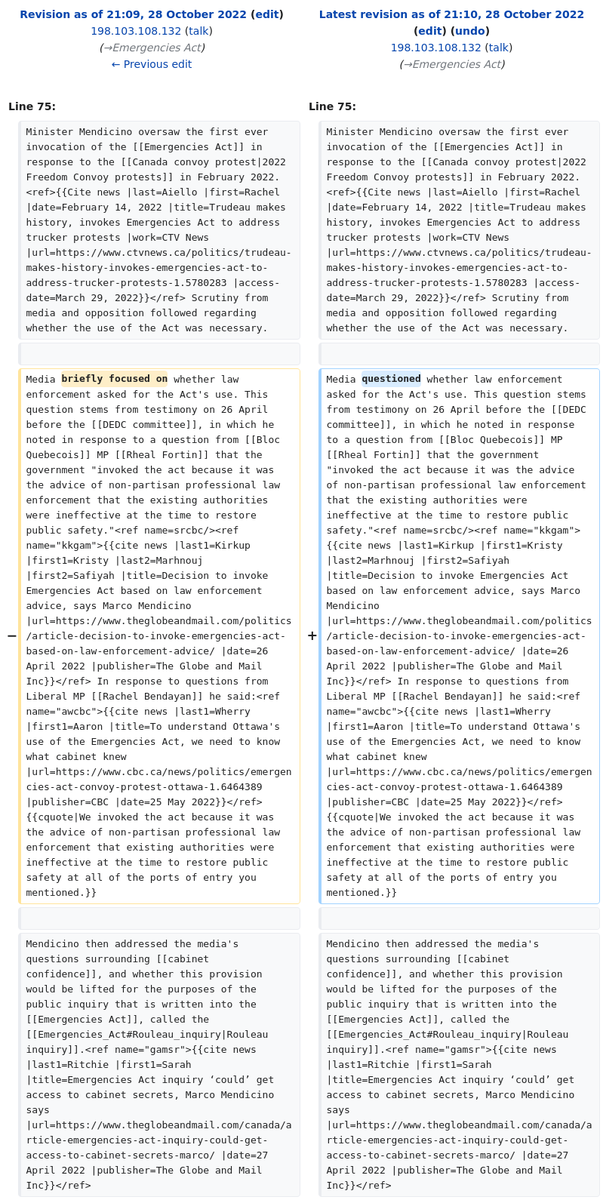 Revision as of 21:09, 28 October 2022 (edit)
198.103.108.132 (talk)
(→Emergencies Act)
← Previous edit
Latest revision as of 21:10, 28 October 2022
(edit) (undo)
198.103.108.132 (talk)
(→Emergencies Act)
Line 75:
Minister Mendicino oversaw the first ever
invocation of the [[Emergencies Act]] in
response to the [[Canada convoy protest|2022
Freedom Convoy protests]] in February 2022.
<ref>{{Cite news |last=Aiello |first=Rachel
|date=February 14, 2022 |title=Trudeau makes
history, invokes Emergencies Act to address
trucker protests |work=CTV News
|url=https://www.ctvnews.ca/politics/trudeau-
makes-history-invokes-emergencies-act-to-
address-trucker-protests-1.5780283 |access-
date=March 29, 2022}}</ref> Scrutiny from
media and opposition followed regarding
whether the use of the Act was necessary.
−
Media briefly focused on whether law
enforcement asked for the Act's use. This
question stems from testimony on 26 April
before the [[DEDC committee]], in which he
noted in response to a question from [[Bloc
Quebecois]] MP [[Rheal Fortin]] that the
government "invoked the act because it was
the advice of non-partisan professional law
enforcement that the existing authorities
were ineffective at the time to restore
public safety."<ref name=srcbc/><ref
name="kkgam">{{cite news |last1=Kirkup
|first1=Kristy |last2=Marhnouj
|first2=Safiyah |title=Decision to invoke
Emergencies Act based on law enforcement
advice, says Marco Mendicino
|url=https://www.theglobeandmail.com/politics
/article-decision-to-invoke-emergencies-act-
based-on-law-enforcement-advice/ |date=26
April 2022 |publisher=The Globe and Mail
Inc}}</ref> In response to questions from
Liberal MP [[Rachel Bendayan]] he said:<ref
name="awcbc">{{cite news |last1=Wherry
|first1=Aaron |title=To understand Ottawa's
use of the Emergencies Act, we need to know
what cabinet knew
|url=https://www.cbc.ca/news/politics/emergen
cies-act-convoy-protest-ottawa-1.6464389
|publisher=CBC |date=25 May 2022}}</ref>
{{cquote|We invoked the act because it was
the advice of non-partisan professional law
enforcement that existing authorities were
ineffective at the time to restore public
safety at all of the ports of entry you
mentioned.}}
Mendicino then addressed the media's
questions surrounding [[cabinet
confidence]], and whether this provision
would be lifted for the purposes of the
public inquiry that is written into the
[[Emergencies Act]], called the
[[Emergencies_Act#Rouleau_inquiry|Rouleau
inquiry]].<ref name="gamsr">{{cite news
|last1=Ritchie |first1=Sarah
|title=Emergencies Act inquiry ‘could’ get
access to cabinet secrets, Marco Mendicino
says
|url=https://www.theglobeandmail.com/canada/a
rticle-emergencies-act-inquiry-could-get-
access-to-cabinet-secrets-marco/ |date=27
April 2022 |publisher=The Globe and Mail
Inc}}</ref>
Line 75:
Minister Mendicino oversaw the first ever
invocation of the [[Emergencies Act]] in
response to the [[Canada convoy protest|2022
Freedom Convoy protests]] in February 2022.
<ref>{{Cite news |last=Aiello |first=Rachel
|date=February 14, 2022 |title=Trudeau makes
history, invokes Emergencies Act to address
trucker protests |work=CTV News
|url=https://www.ctvnews.ca/politics/trudeau-
makes-history-invokes-emergencies-act-to-
address-trucker-protests-1.5780283 |access-
date=March 29, 2022}}</ref> Scrutiny from
media and opposition followed regarding
whether the use of the Act was necessary.
+
Media questioned whether law enforcement
asked for the Act's use. This question stems
from testimony on 26 April before the [[DEDC
committee]], in which he noted in response
to a question from [[Bloc Quebecois]] MP
[[Rheal Fortin]] that the government
"invoked the act because it was the advice
of non-partisan professional law enforcement
that the existing authorities were
ineffective at the time to restore public
safety."<ref name=srcbc/><ref name="kkgam">
{{cite news |last1=Kirkup |first1=Kristy
|last2=Marhnouj |first2=Safiyah
|title=Decision to invoke Emergencies Act
based on law enforcement advice, says Marco
Mendicino
|url=https://www.theglobeandmail.com/politics
/article-decision-to-invoke-emergencies-act-
based-on-law-enforcement-advice/ |date=26
April 2022 |publisher=The Globe and Mail
Inc}}</ref> In response to questions from
Liberal MP [[Rachel Bendayan]] he said:<ref
name="awcbc">{{cite news |last1=Wherry
|first1=Aaron |title=To understand Ottawa's
use of the Emergencies Act, we need to know
what cabinet knew
|url=https://www.cbc.ca/news/politics/emergen
cies-act-convoy-protest-ottawa-1.6464389
|publisher=CBC |date=25 May 2022}}</ref>
{{cquote|We invoked the act because it was
the advice of non-partisan professional law
enforcement that existing authorities were
ineffective at the time to restore public
safety at all of the ports of entry you
mentioned.}}
Mendicino then addressed the media's
questions surrounding [[cabinet
confidence]], and whether this provision
would be lifted for the purposes of the
public inquiry that is written into the
[[Emergencies Act]], called the
[[Emergencies_Act#Rouleau_inquiry|Rouleau
inquiry]].<ref name="gamsr">{{cite news
|last1=Ritchie |first1=Sarah
|title=Emergencies Act inquiry ‘could’ get
access to cabinet secrets, Marco Mendicino
says
|url=https://www.theglobeandmail.com/canada/a
rticle-emergencies-act-inquiry-could-get-
access-to-cabinet-secrets-marco/ |date=27
April 2022 |publisher=The Globe and Mail
Inc}}</ref>